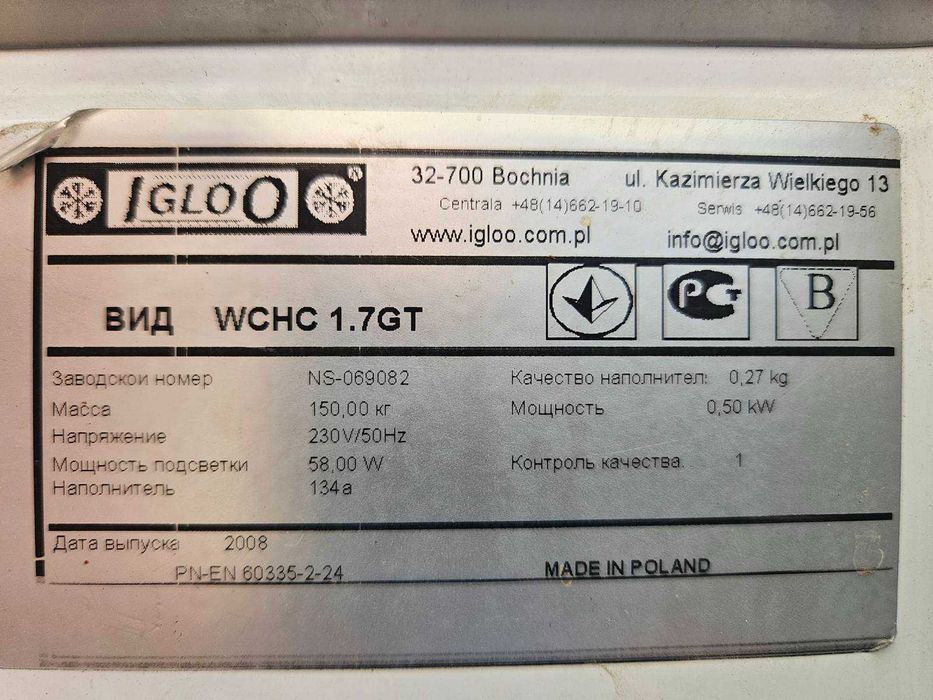 IGLOO ®
32-700 Bochnia ul. Kazimierza Wielkiego 13
Centrala +48(14)662-19-10 Serwis +48(14)662-19-56
www.igloo.com.pl info@igloo.com.pl
ВИД WCHC 1.7GT
РСТ
B
Заводской номер NS-069082 Качество наполнител: 0,27 kg
Масса 150,00 кг Мощность 0,50 kW
Напряжение 230V/50Hz
Мощность подсветки 58,00 W Контроль качества. 1
Наполнитель 134a
Дата выпуска 2008
PN-EN 60335-2-24 MADE IN POLAND